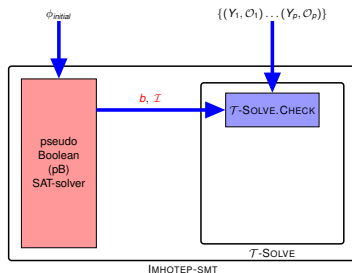 ϕinitial
{(Y1, O1) . . . (Yp, Op)}
b, I
T-SOLVE.CHECK
pseudo
Boolean
(pB)
SAT-solver
T-SOLVE
IMHOTEP-SMT